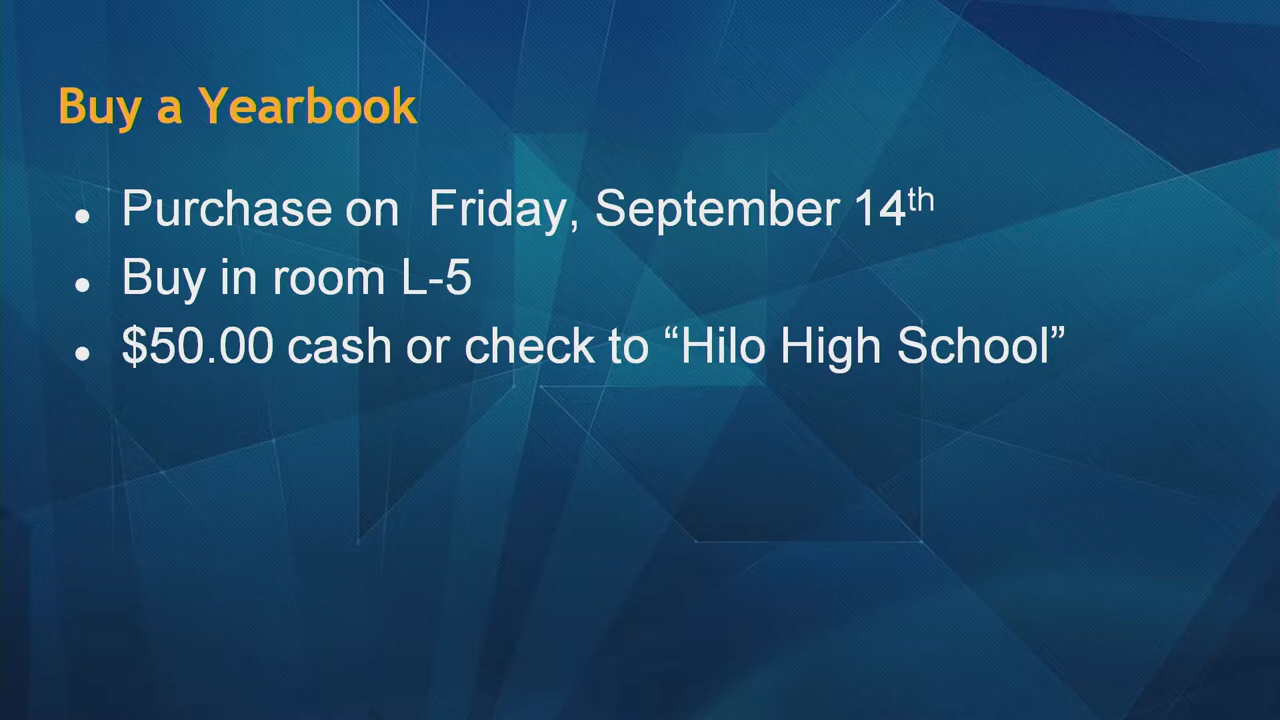 Buy a Yearbook
● Purchase on  Friday, September 14th
● Buy in room L-5
● $50.00 cash or check to “Hilo High School”